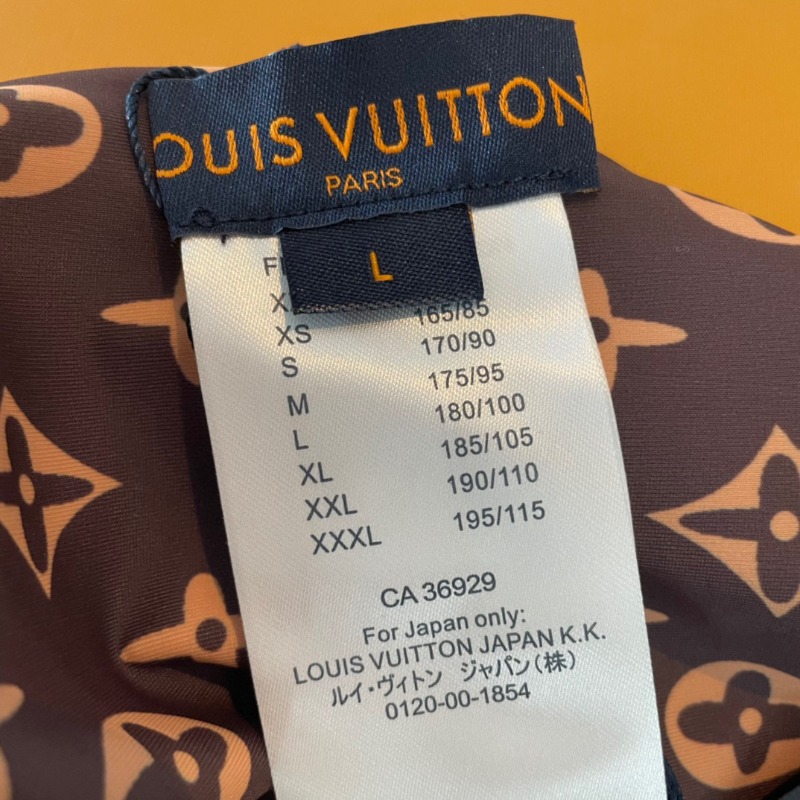 LOUIS VUITTON
PARIS
L
165/85
XS 170/90
S 175/95
M 180/100
L 185/105
XL 190/110
XXL 195/115
XXXL
CA 36929
For Japan only:
LOUIS VUITTON JAPAN K.K.
ルイ・ヴィトン ジャパン(株)
0120-00-1854